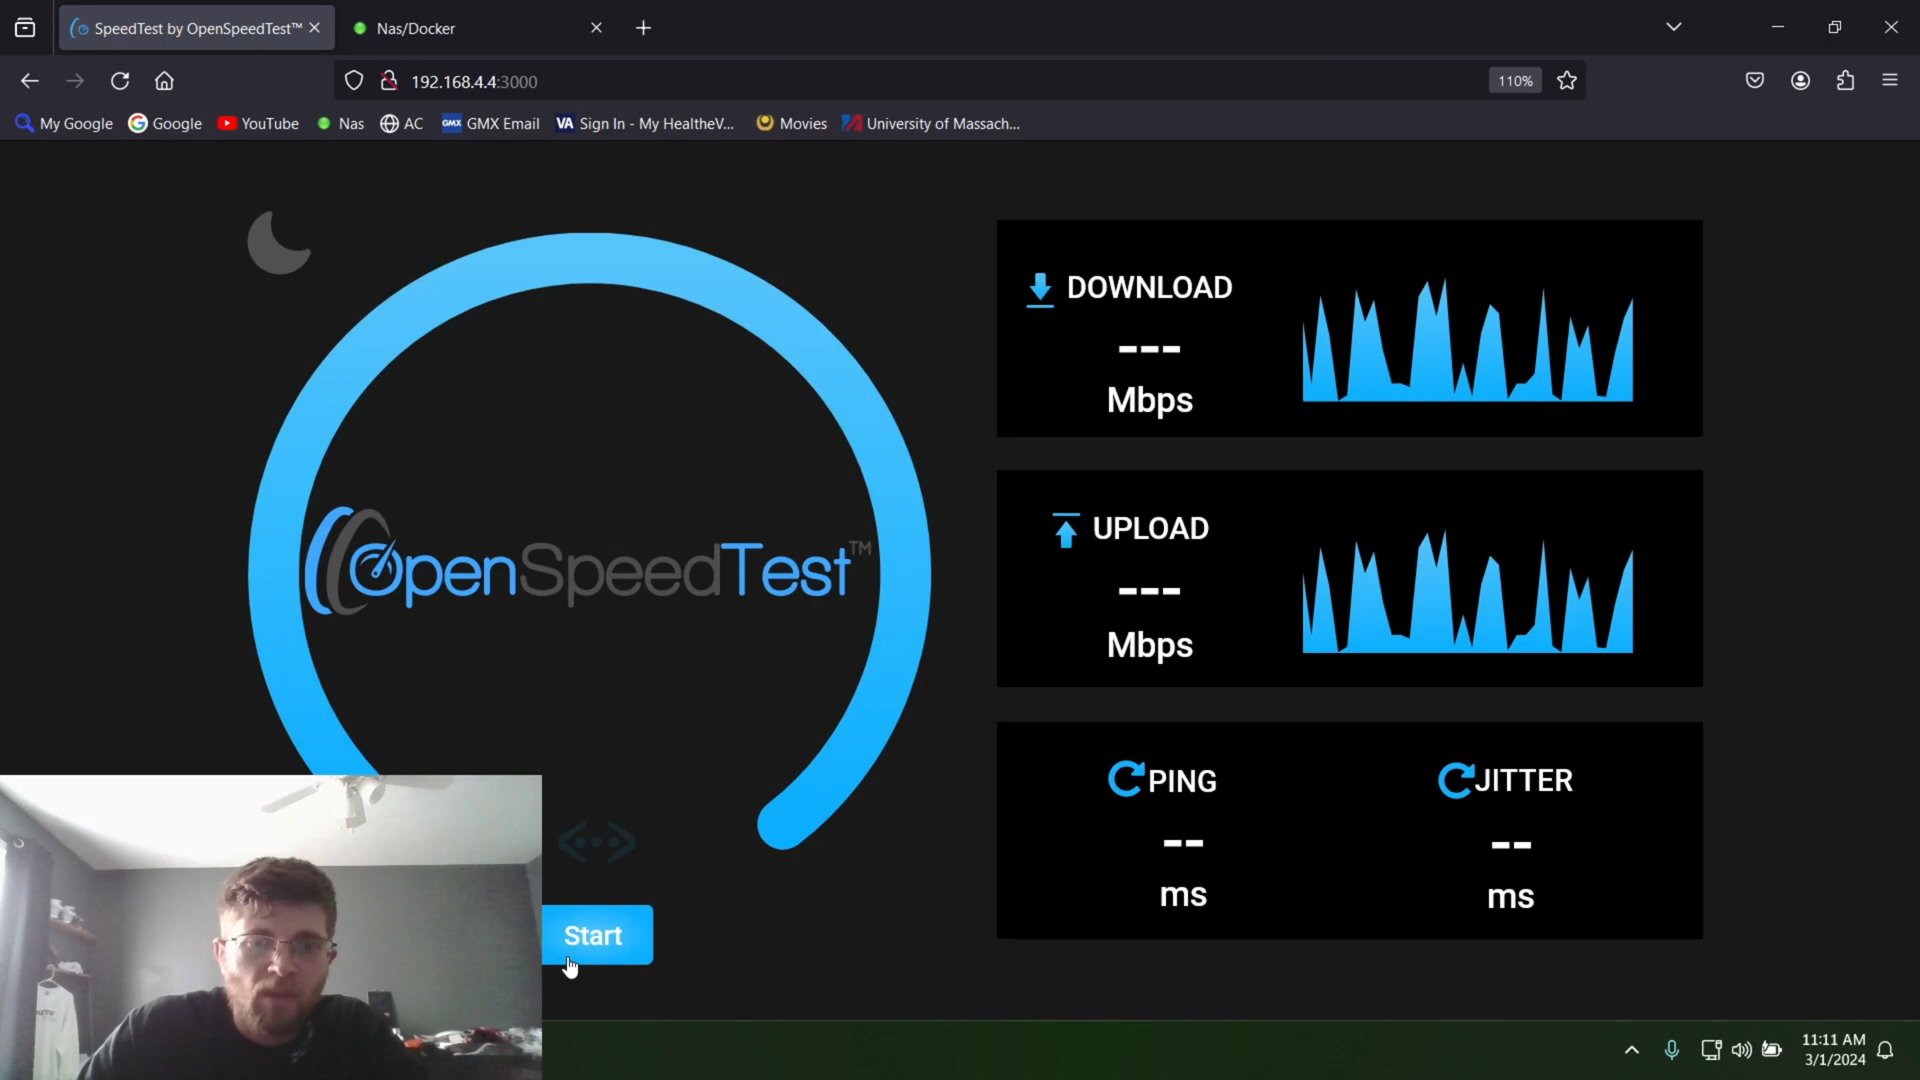 SpeedTest by OpenSpeedTest™
Nas/Docker
192.168.4.4:3000
110%
My Google
Google
YouTube
Nas
AC
GMX
GMX Email
VA
Sign In - My HealtheV...
Movies
University of Massach...
OpenSpeedTest™
Start
DOWNLOAD
---
Mbps
UPLOAD
---
Mbps
PING
--
ms
JITTER
--
ms
11:11 AM
3/1/2024